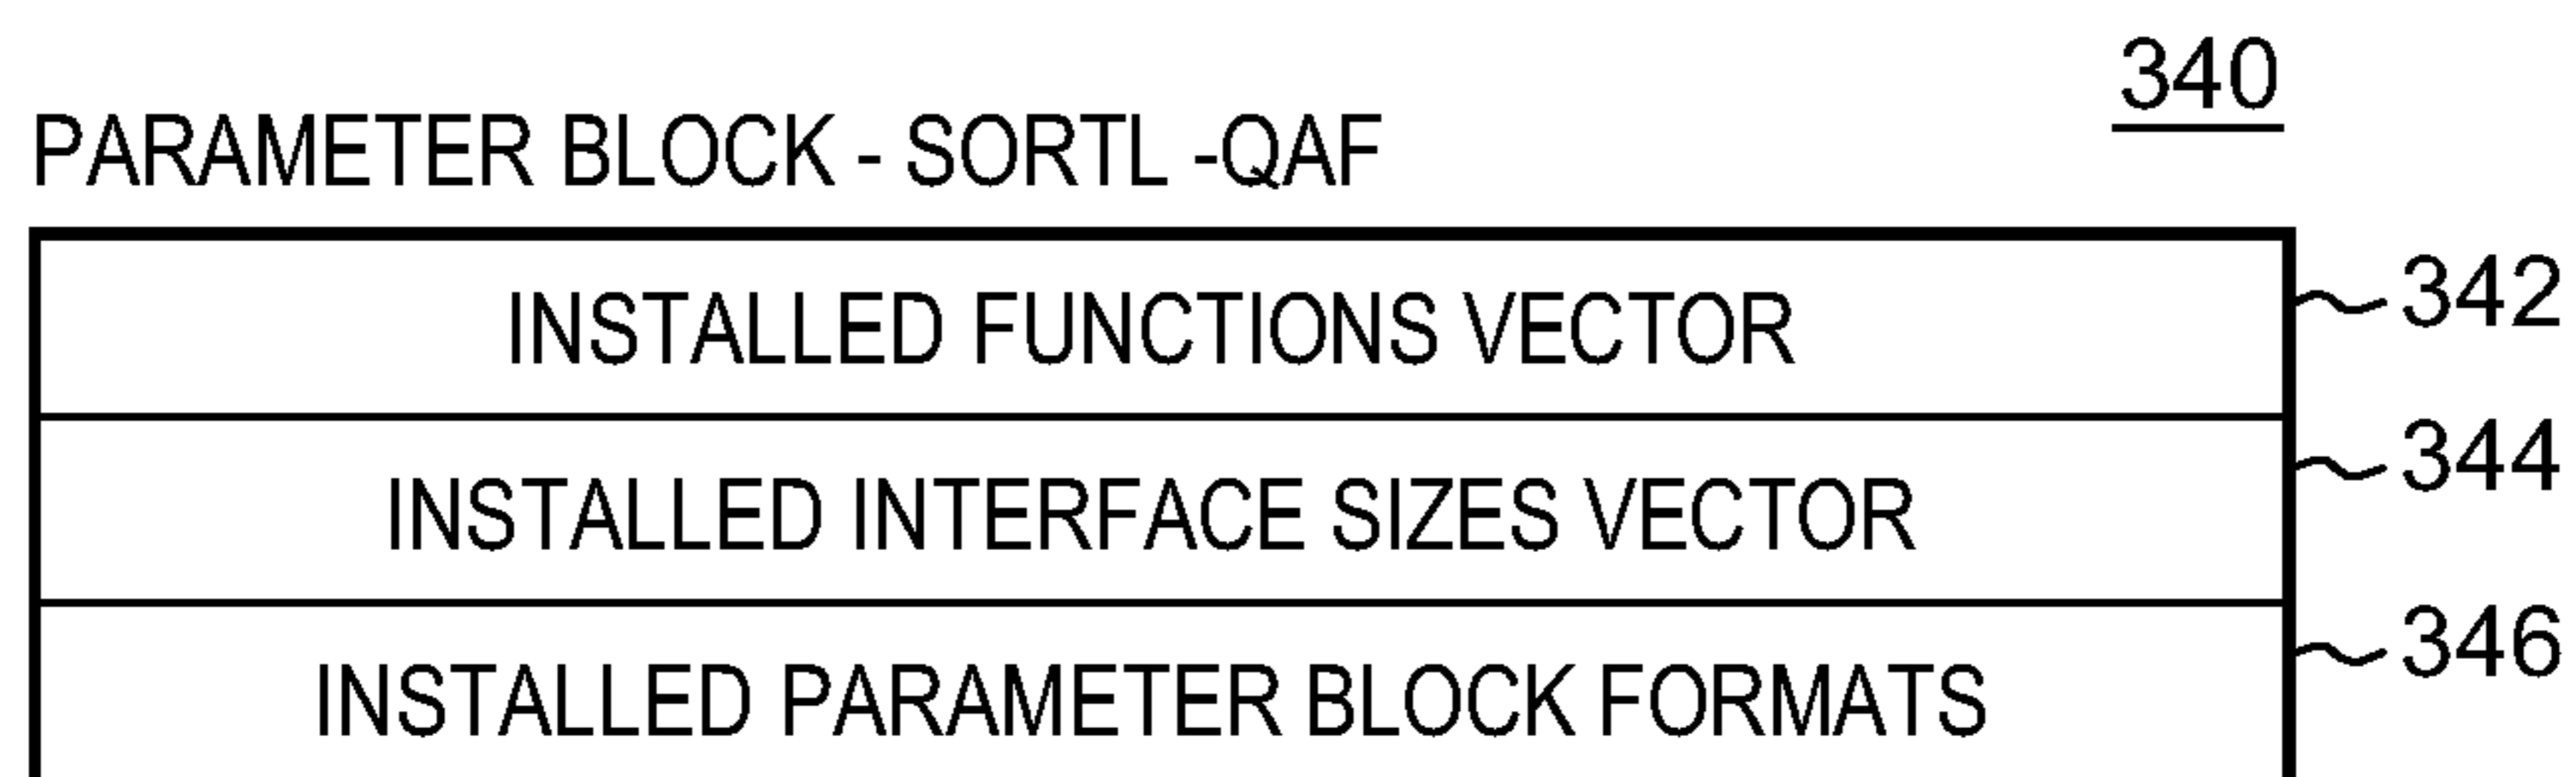 340
PARAMETER BLOCK - SORTL -QAF
INSTALLED FUNCTIONS VECTOR 342
INSTALLED INTERFACE SIZES VECTOR 344
INSTALLED PARAMETER BLOCK FORMATS 346